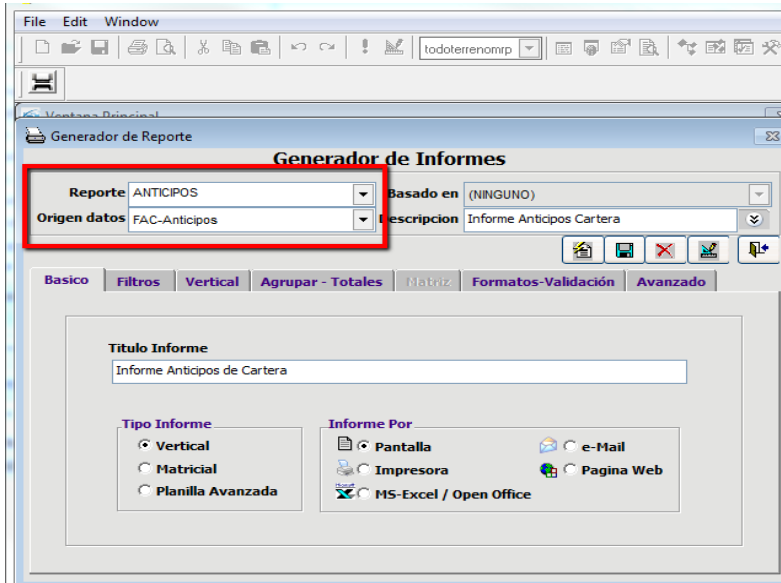 File Edit Window
todoterrenomrp
Ventana Principal
Generador de Reporte
Generador de Informes
Reporte ANTICIPOS Basado en (NINGUNO)
Origen datos FAC-Anticipos Descripcion Informe Anticipos Cartera
Basico Filtros Vertical Agrupar - Totales Matriz Formatos-Validación Avanzado
Titulo Informe
Informe Anticipos de Cartera
Tipo Informe Informe Por
Vertical Pantalla e-Mail
Matricial Impresora Pagina Web
Planilla Avanzada MS-Excel / Open Office